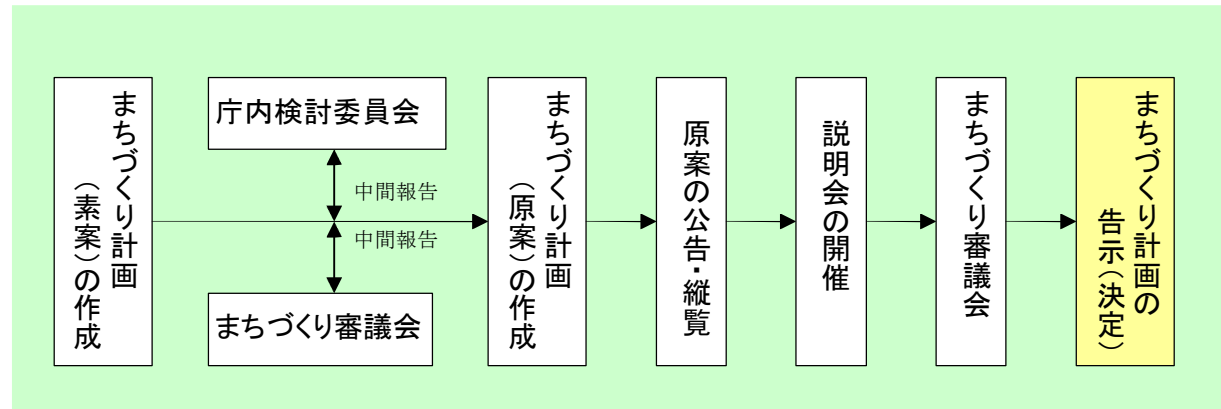 まちづくり計画
（素案）の作成
庁内検討委員会
中間報告
中間報告
まちづくり審議会
まちづくり計画
（原案）の作成
原案の公告・縦覧
説明会の開催
まちづくり審議会
まちづくり計画の
告示（決定）